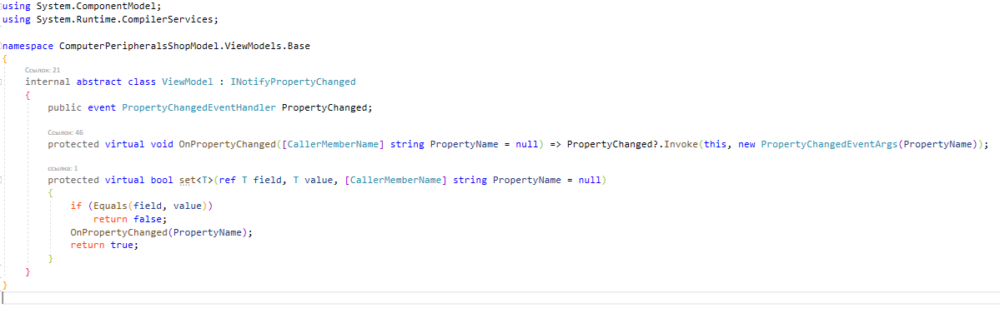 using System.ComponentModel;
using System.Runtime.CompilerServices;
namespace ComputerPeripheralsShopModel.ViewModels.Base
{
Ссылок: 21
internal abstract class ViewModel : INotifyPropertyChanged
{
public event PropertyChangedEventHandler PropertyChanged;
Ссылок: 46
protected virtual void OnPropertyChanged([CallerMemberName] string PropertyName = null) => PropertyChanged?.Invoke(this, new PropertyChangedEventArgs(PropertyName));
ссылка: 1
protected virtual bool set<T>(ref T field, T value, [CallerMemberName] string PropertyName = null)
{
if (Equals(field, value))
return false;
OnPropertyChanged(PropertyName);
return true;
}
}
}